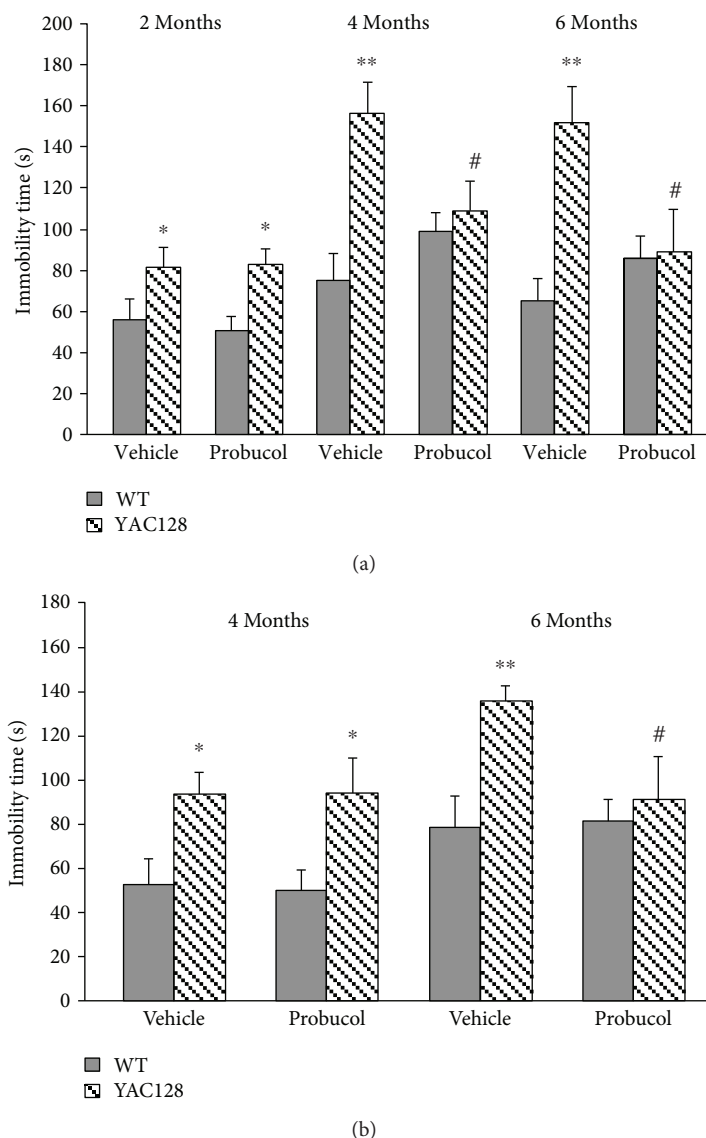 200
180
160
140
120
100
80
60
40
20
0
Immobility time (s)
2 Months 4 Months 6 Months
* * ** # ** #
Vehicle Probucol Vehicle Probucol Vehicle Probucol
WT
YAC128
(a)
180
160
140
120
100
80
60
40
20
0
Immobility time (s)
4 Months 6 Months
* * ** #
Vehicle Probucol Vehicle Probucol
WT
YAC128
(b)